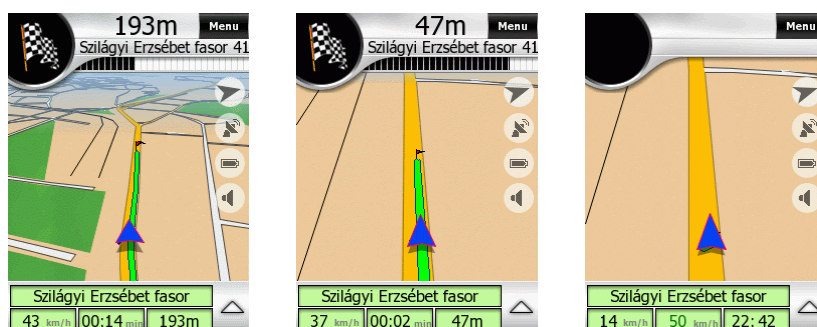 193m
Menu
Szilágyi Erzsébet fasor 41
Szilágyi Erzsébet fasor
43 km/h 00:14 min 193m
47m
Menu
Szilágyi Erzsébet fasor 41
Szilágyi Erzsébet fasor
37 km/h 00:02 min 47m
Menu
Szilágyi Erzsébet fasor
14 km/h 50 km/h 22:42